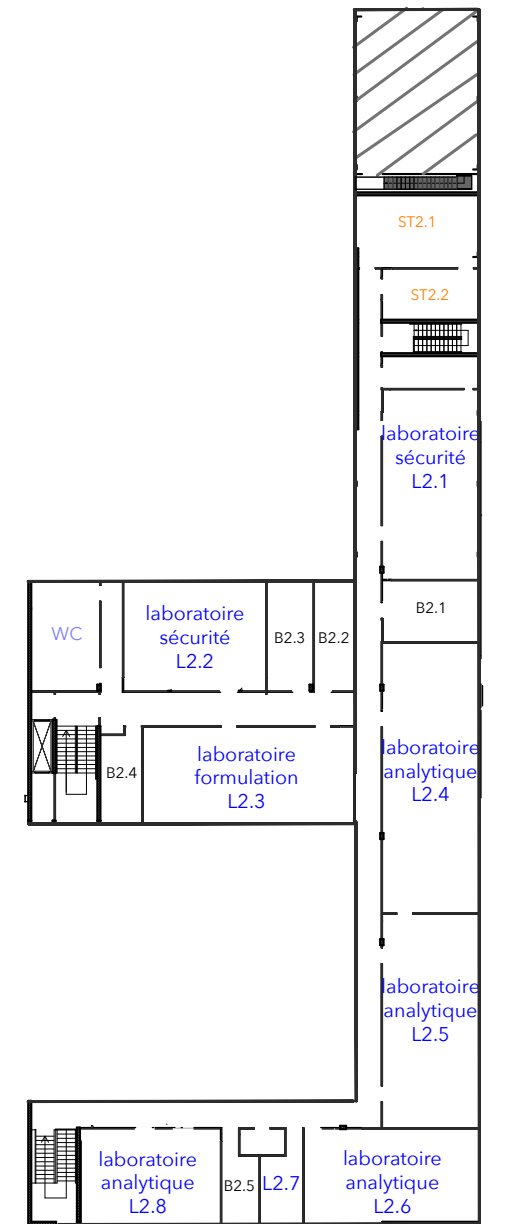 ST2.1
ST2.2
laboratoire
sécurité
L2.1
B2.1
WC
laboratoire
sécurité
L2.2
B2.3
B2.2
B2.4
laboratoire
formulation
L2.3
laboratoire
analytique
L2.4
laboratoire
analytique
L2.5
laboratoire
analytique
L2.8
B2.5
L2.7
laboratoire
analytique
L2.6